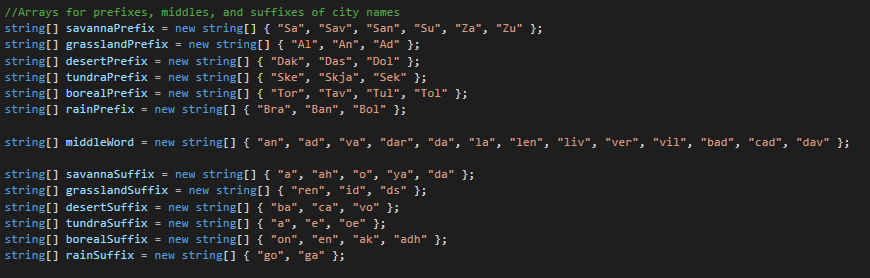 //Arrays for prefixes, middles, and suffixes of city names
string[] savannaPrefix = new string[] { "Sa", "Sav", "San", "Su", "Za", "Zu" };
string[] grasslandPrefix = new string[] { "Al", "An", "Ad" };
string[] desertPrefix = new string[] { "Dak", "Das", "Dol" };
string[] tundraPrefix = new string[] { "Ske", "Skja", "Sek" };
string[] borealPrefix = new string[] { "Tor", "Tav", "Tul", "Tol" };
string[] rainPrefix = new string[] { "Bra", "Ban", "Bol" };
string[] middleWord = new string[] { "an", "ad", "va", "dar", "da", "la", "len", "liv", "ver", "vil", "bad", "cad", "dav" };
string[] savannaSuffix = new string[] { "a", "ah", "o", "ya", "da" };
string[] grasslandSuffix = new string[] { "ren", "id", "ds" };
string[] desertSuffix = new string[] { "ba", "ca", "vo" };
string[] tundraSuffix = new string[] { "a", "e", "oe" };
string[] borealSuffix = new string[] { "on", "en", "ak", "adh" };
string[] rainSuffix = new string[] { "go", "ga" };